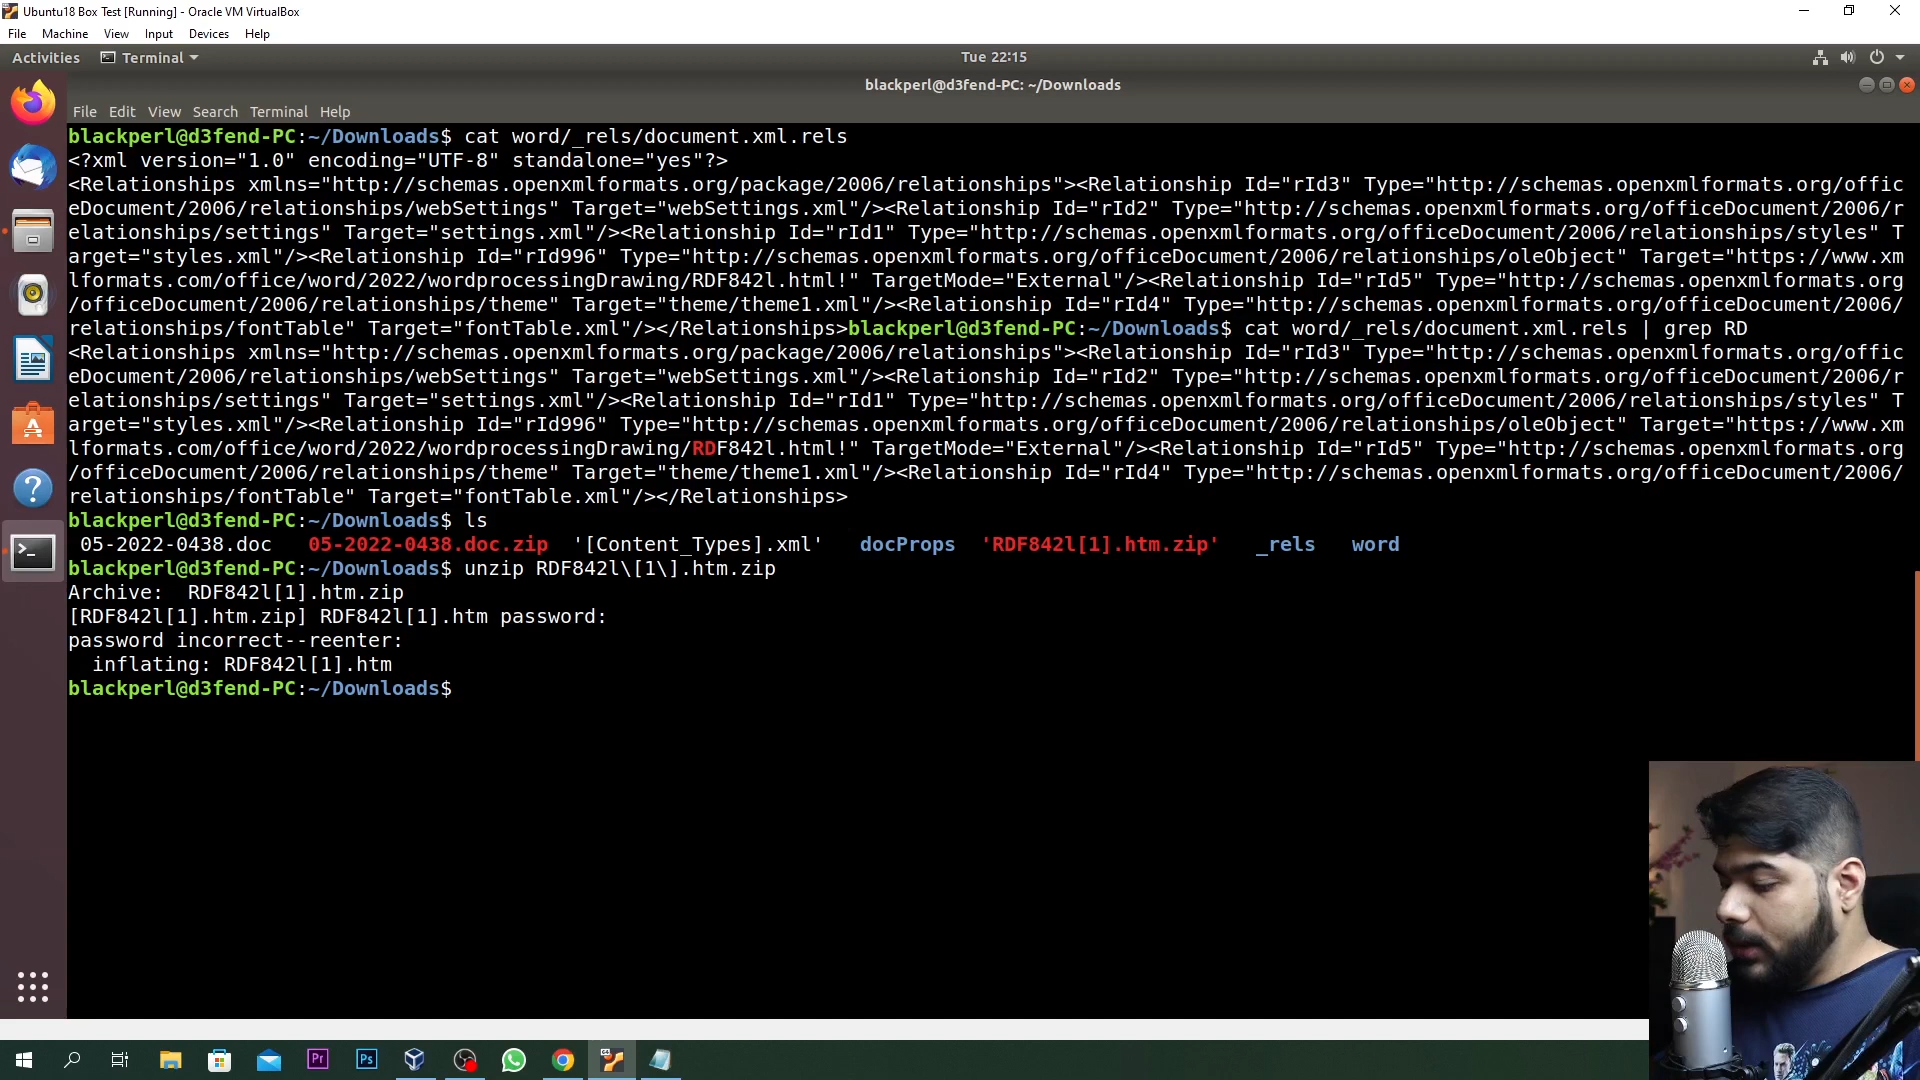 Ubuntu18 Box Test [Running] - Oracle VM VirtualBox
File Machine View Input Devices Help
Activities Terminal Tue 22:15
blackperl@d3fend-PC: ~/Downloads
File Edit View Search Terminal Help
blackperl@d3fend-PC:~/Downloads$ cat word/_rels/document.xml.rels
<?xml version="1.0" encoding="UTF-8" standalone="yes"?>
<Relationships xmlns="http://schemas.openxmlformats.org/package/2006/relationships"><Relationship Id="rId3" Type="http://schemas.openxmlformats.org/offic
eDocument/2006/relationships/webSettings" Target="webSettings.xml"/><Relationship Id="rId2" Type="http://schemas.openxmlformats.org/officeDocument/2006/r
elationships/settings" Target="settings.xml"/><Relationship Id="rId1" Type="http://schemas.openxmlformats.org/officeDocument/2006/relationships/styles" T
arget="styles.xml"/><Relationship Id="rId996" Type="http://schemas.openxmlformats.org/officeDocument/2006/relationships/oleObject" Target="https://www.xm
lformats.com/office/word/2022/wordprocessingDrawing/RDF842l.html!" TargetMode="External"/><Relationship Id="rId5" Type="http://schemas.openxmlformats.org
/officeDocument/2006/relationships/theme" Target="theme/theme1.xml"/><Relationship Id="rId4" Type="http://schemas.openxmlformats.org/officeDocument/2006/
relationships/fontTable" Target="fontTable.xml"/></Relationships>blackperl@d3fend-PC:~/Downloads$ cat word/_rels/document.xml.rels | grep RD
<Relationships xmlns="http://schemas.openxmlformats.org/package/2006/relationships"><Relationship Id="rId3" Type="http://schemas.openxmlformats.org/offic
eDocument/2006/relationships/webSettings" Target="webSettings.xml"/><Relationship Id="rId2" Type="http://schemas.openxmlformats.org/officeDocument/2006/r
elationships/settings" Target="settings.xml"/><Relationship Id="rId1" Type="http://schemas.openxmlformats.org/officeDocument/2006/relationships/styles" T
arget="styles.xml"/><Relationship Id="rId996" Type="http://schemas.openxmlformats.org/officeDocument/2006/relationships/oleObject" Target="https://www.xm
lformats.com/office/word/2022/wordprocessingDrawing/RDF842l.html!" TargetMode="External"/><Relationship Id="rId5" Type="http://schemas.openxmlformats.org
/officeDocument/2006/relationships/theme" Target="theme/theme1.xml"/><Relationship Id="rId4" Type="http://schemas.openxmlformats.org/officeDocument/2006/
relationships/fontTable" Target="fontTable.xml"/></Relationships>
blackperl@d3fend-PC:~/Downloads$ ls
05-2022-0438.doc 05-2022-0438.doc.zip '[Content_Types].xml' docProps 'RDF842l[1].htm.zip' _rels word
blackperl@d3fend-PC:~/Downloads$ unzip RDF842l\[1\].htm.zip
Archive: RDF842l[1].htm.zip
[RDF842l[1].htm.zip] RDF842l[1].htm password:
password incorrect--reenter:
inflating: RDF842l[1].htm
blackperl@d3fend-PC:~/Downloads$
Pr Ps